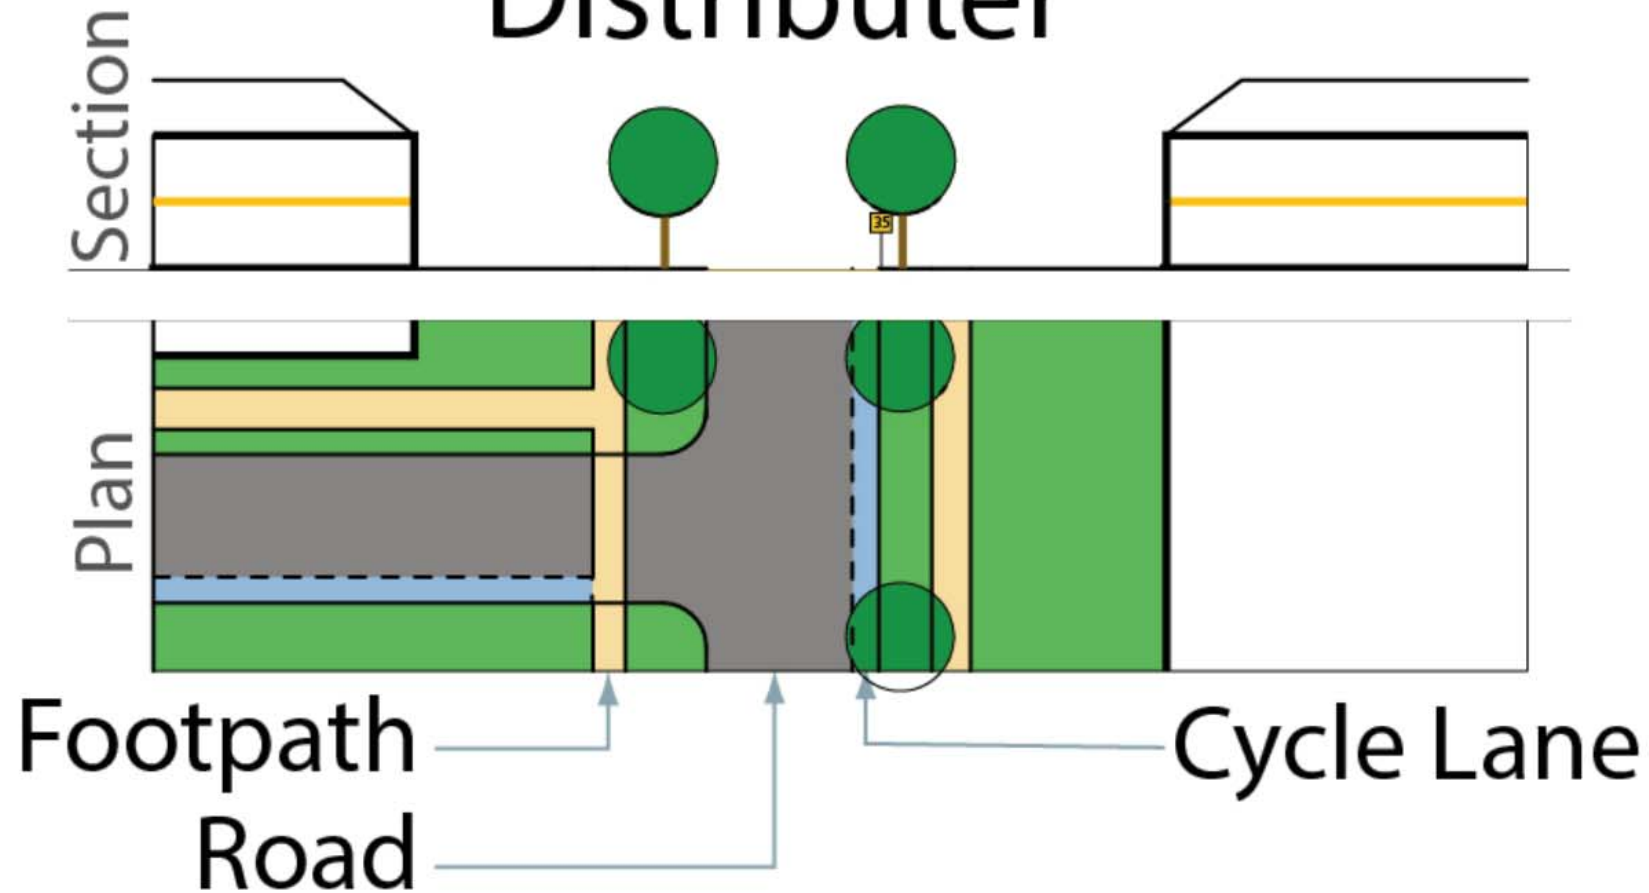 Distributer
Section
35
Plan
Footpath
Cycle Lane
Road